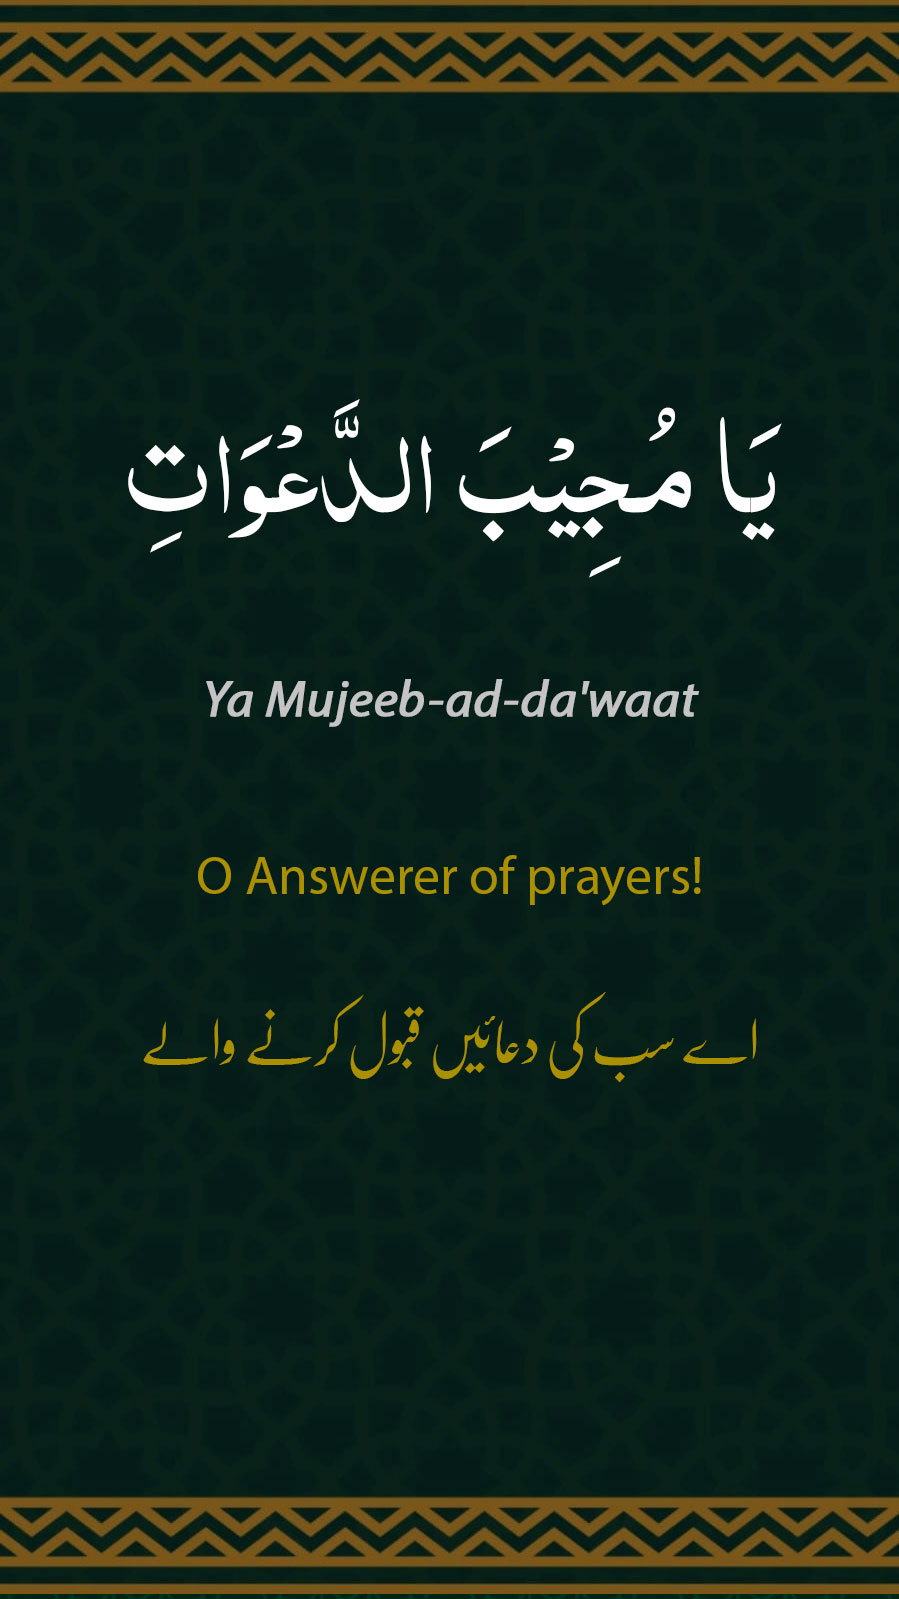 يَا مُجِيْبَ الدَّعْوَاتِ
Ya Mujeeb-ad-da'waat
O Answerer of prayers!
اے سب کی دعائیں قبول کرنے والے